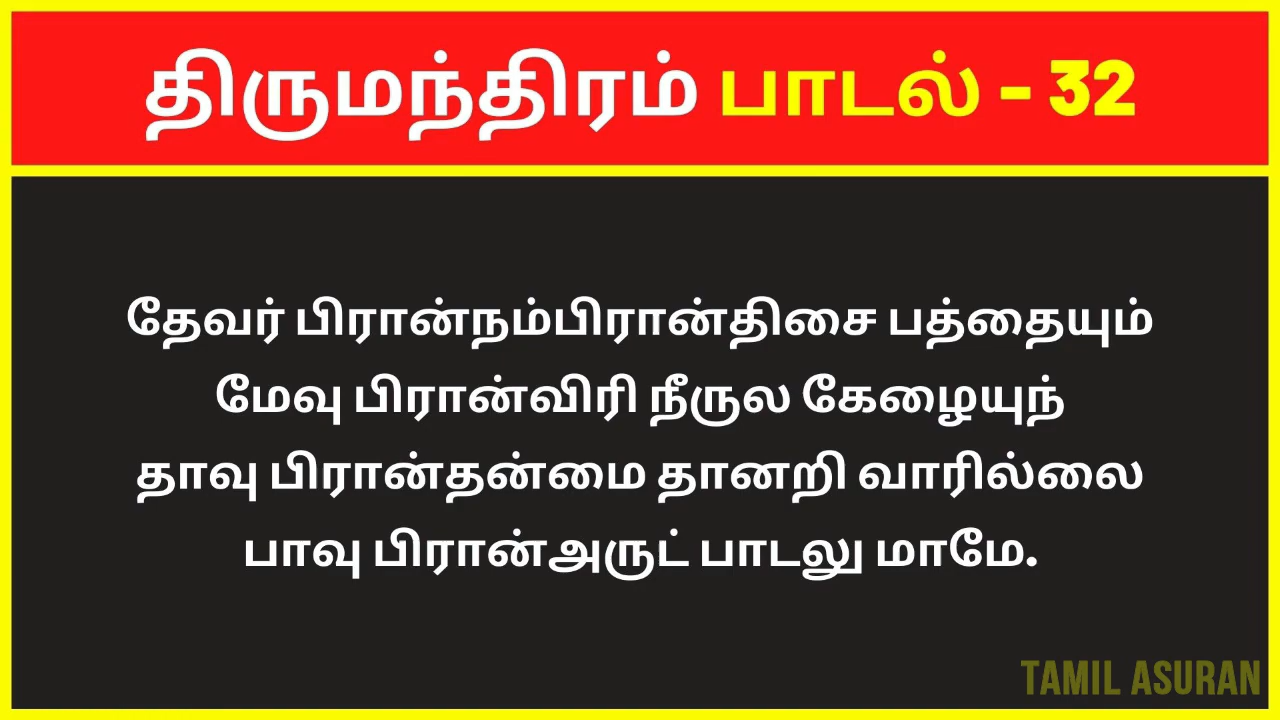 திருமந்திரம் பாடல் - 32
தேவர் பிரான்நம்பிரான்திசை பத்தையும்
மேவு பிரான்விரி நீருல கேழையுந்
தாவு பிரான்தன்மை தானறி வாரில்லை
பாவு பிரான்அருட் பாடலு மாமே.
TAMIL ASURAN